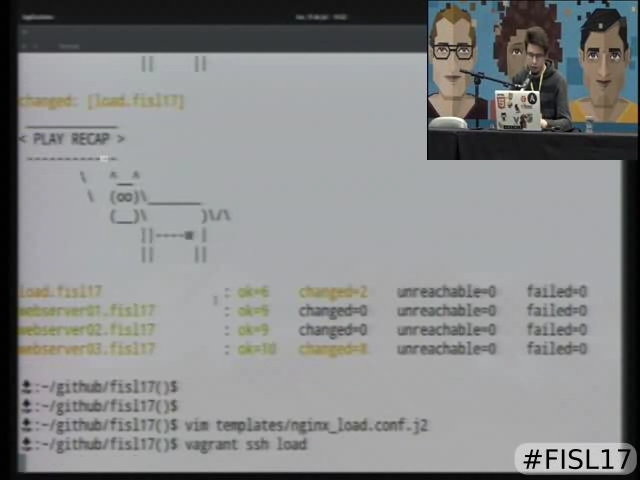 changed: [load.fisl17]
< PLAY RECAP >
load.fisl17 : ok=6 changed=2 unreachable=0 failed=0
webserver01.fisl17 : ok=9 changed=0 unreachable=0 failed=0
webserver02.fisl17 : ok=9 changed=0 unreachable=0 failed=0
webserver03.fisl17 : ok=10 changed=8 unreachable=0 failed=0
:~/github/fisl17()$
:~/github/fisl17()$
:~/github/fisl17()$ vim templates/nginx_load.conf.j2
:~/github/fisl17()$ vagrant ssh load
#FISL17